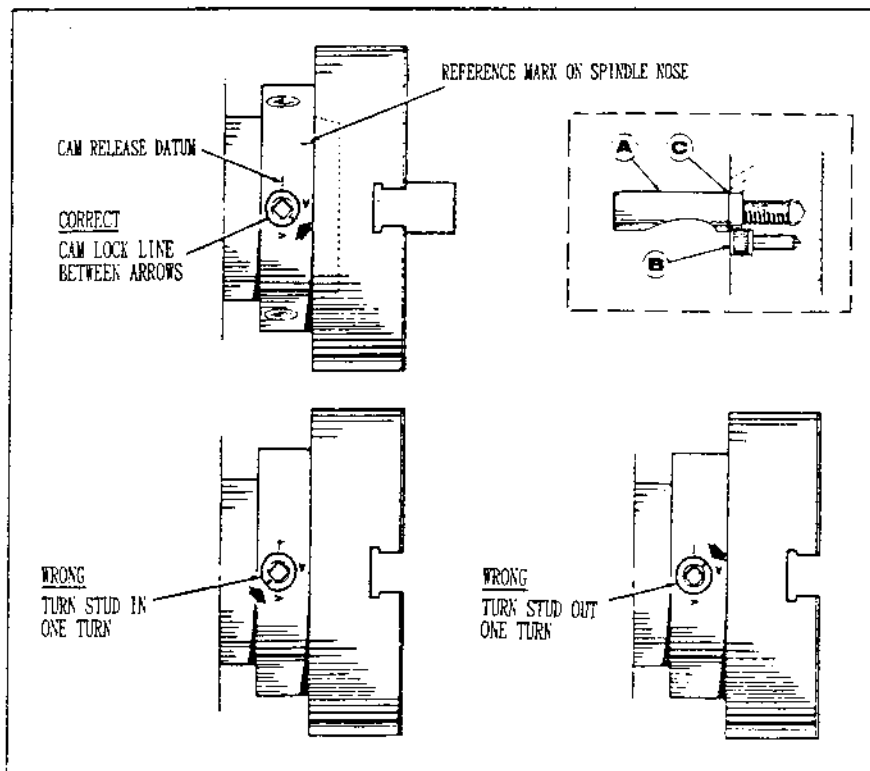 REFERENCE MARK ON SPINDLE NOSE
CAM RELEASE DATUM
CORRECT
CAM LOCK LINE
BETWEEN ARROWS
A
C
B
WRONG
TURN STUD IN
ONE TURN
WRONG
TURN STUD OUT
ONE TURN